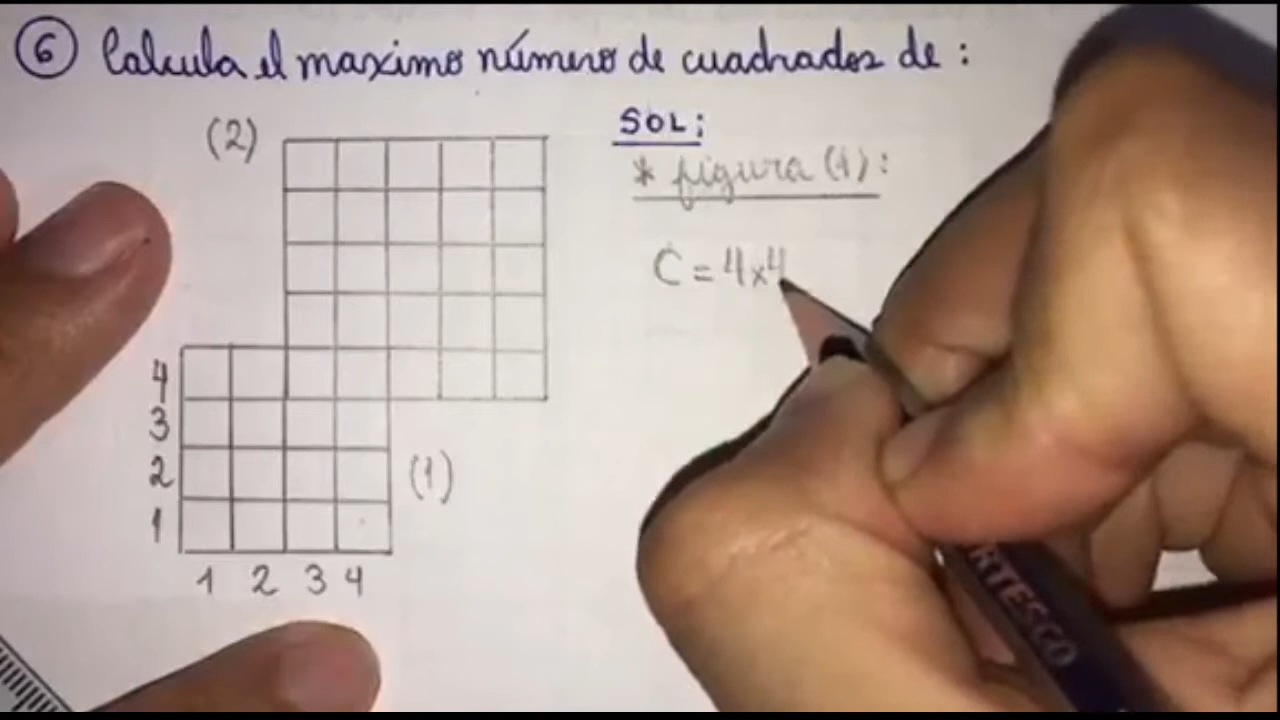 6 Calcula el maximo número de cuadrados de :
(2)
SOL:
* figura (1):
C = 4x4
4
3
2
1
(1)
1 2 3 4
RTESCO